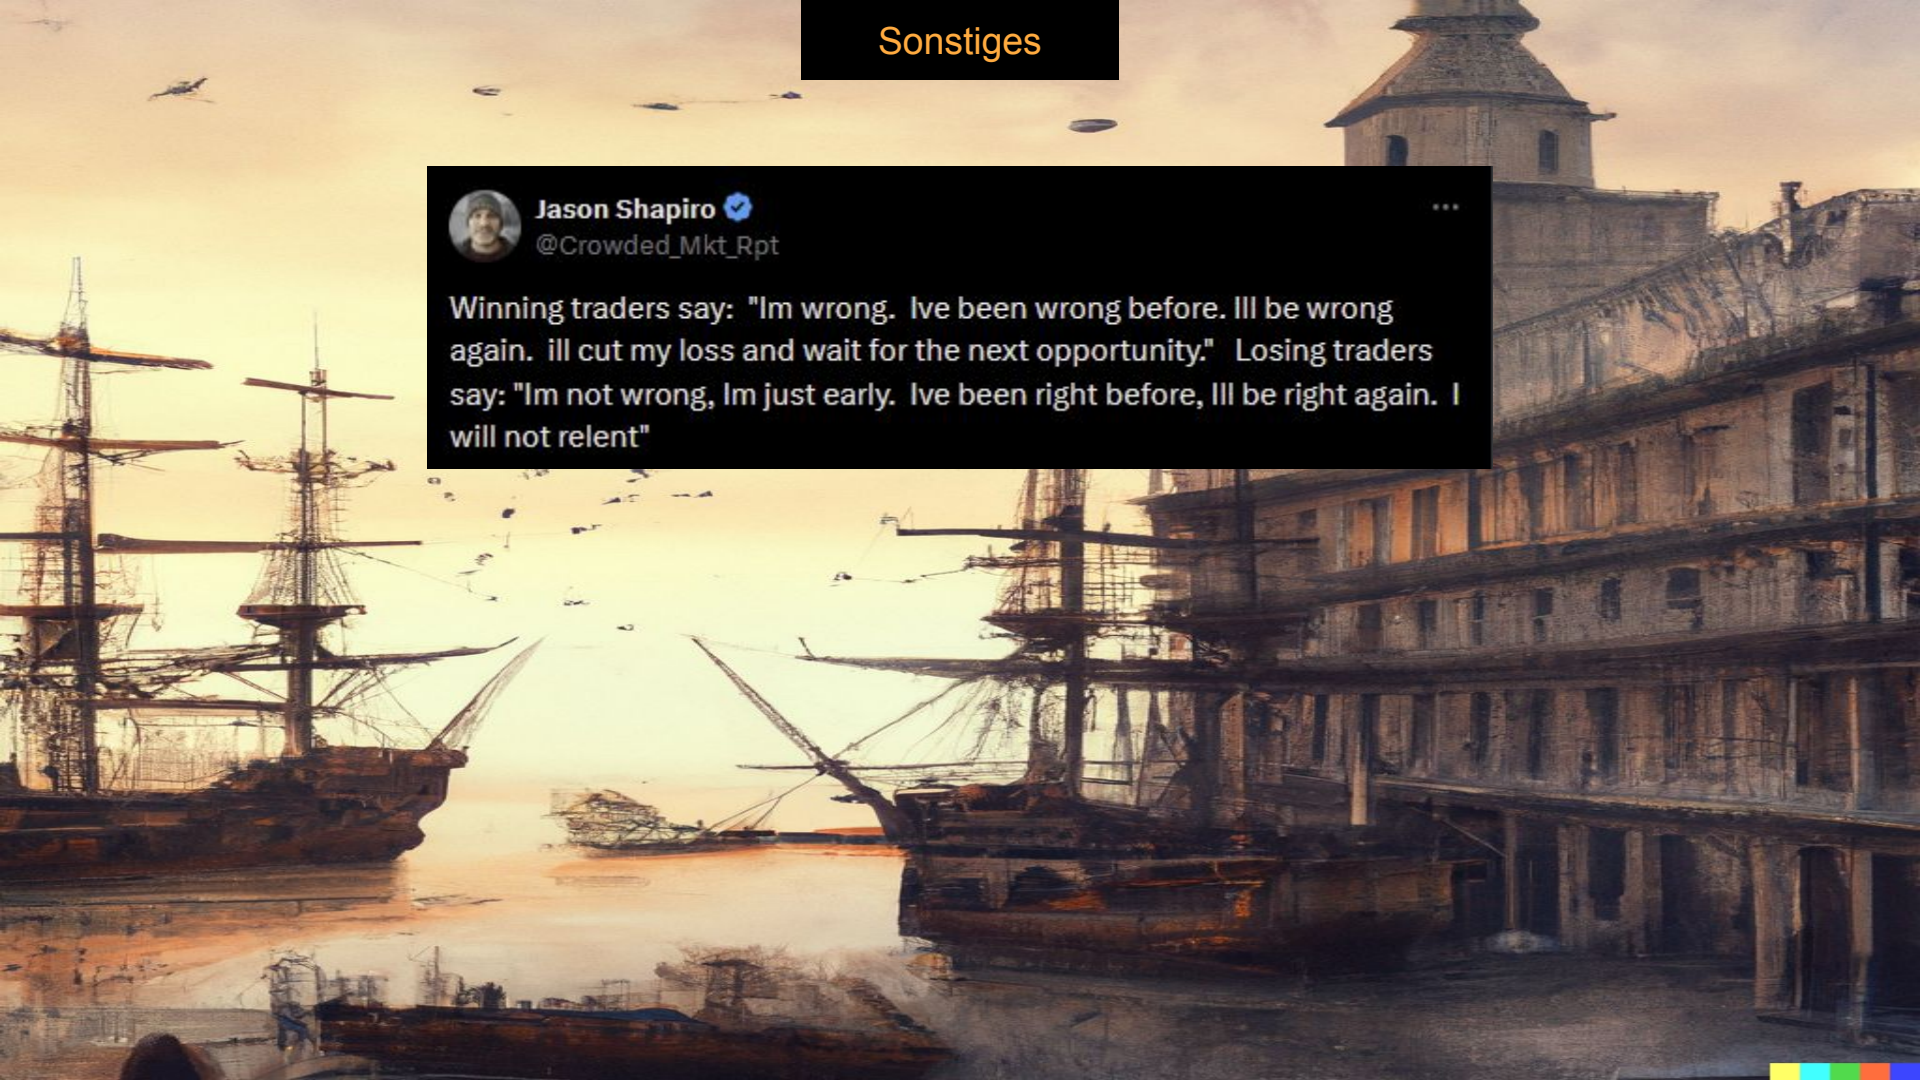 Sonstiges
Jason Shapiro
@Crowded_Mkt_Rpt
Winning traders say:  "Im wrong.  Ive been wrong before. Ill be wrong
again.  ill cut my loss and wait for the next opportunity."   Losing traders
say: "Im not wrong, Im just early.  Ive been right before, Ill be right again.  I
will not relent"